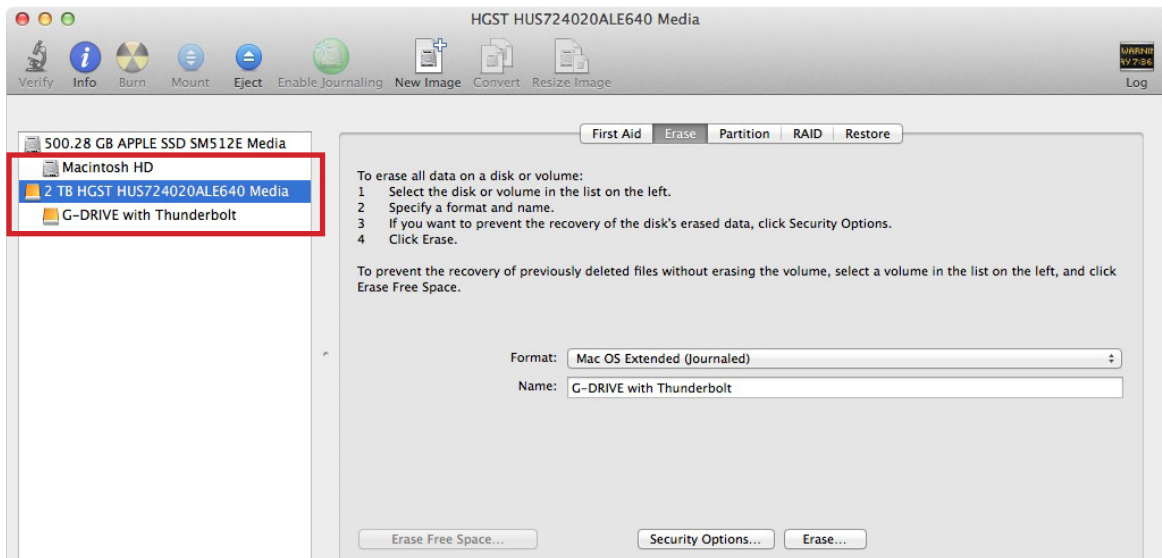 HGST HUS724020ALE640 Media
Verify Info Burn Mount Eject Enable Journaling New Image Convert Resize Image Log
WARNIN
AY 7:36
First Aid Erase Partition RAID Restore
500.28 GB APPLE SSD SM512E Media
Macintosh HD
2 TB HGST HUS724020ALE640 Media
G-DRIVE with Thunderbolt
To erase all data on a disk or volume:
1 Select the disk or volume in the list on the left.
2 Specify a format and name.
3 If you want to prevent the recovery of the disk's erased data, click Security Options.
4 Click Erase.
To prevent the recovery of previously deleted files without erasing the volume, select a volume in the list on the left, and click
Erase Free Space.
Format: Mac OS Extended (Journaled)
Name: G-DRIVE with Thunderbolt
Erase Free Space... Security Options... Erase...